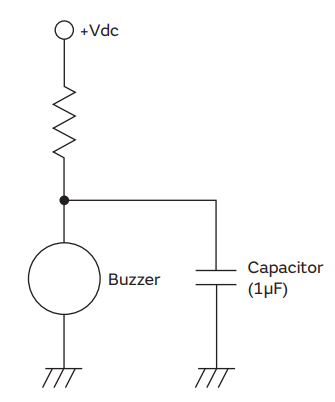 +Vdc
Buzzer
Capacitor
(1µF)